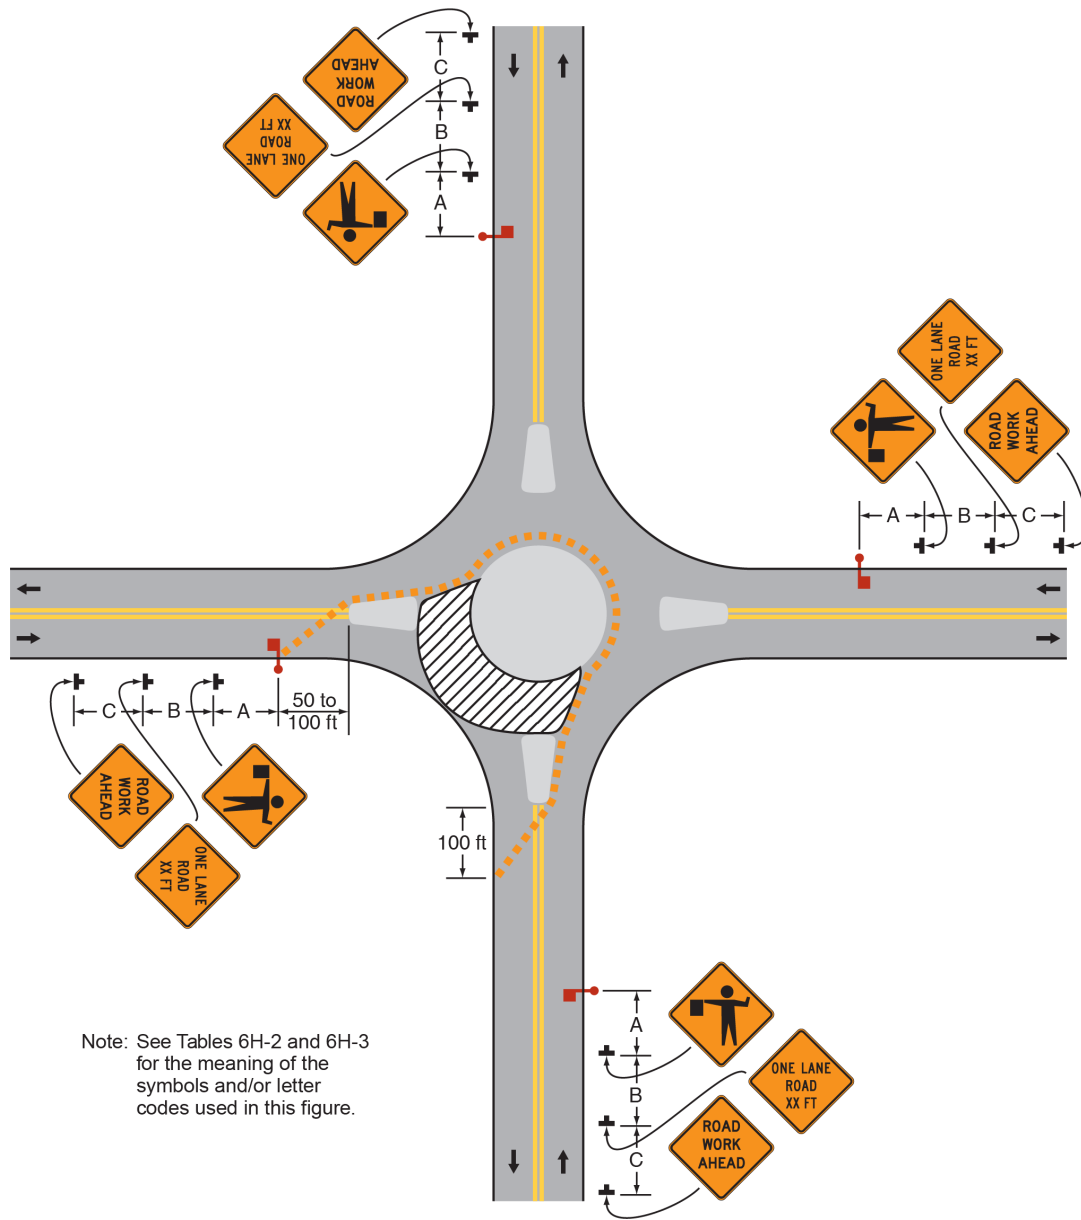 ROAD
WORK
AHEAD
ONE LANE
ROAD
XX FT
C
B
A
ONE LANE
ROAD
XX FT
ROAD
WORK
AHEAD
A
B
C
50 to
100 ft
C
B
A
ROAD
WORK
AHEAD
ONE LANE
ROAD
XX FT
100 ft
A
B
C
ONE LANE
ROAD
XX FT
ROAD
WORK
AHEAD
Note: See Tables 6H-2 and 6H-3
for the meaning of the
symbols and/or letter
codes used in this figure.